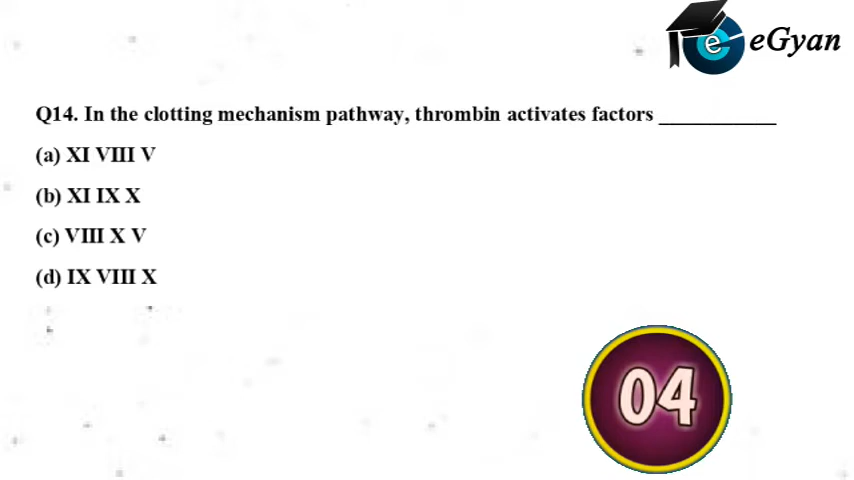 e eGyan
Q14. In the clotting mechanism pathway, thrombin activates factors ___________
(a) XI VIII V
(b) XI IX X
(c) VIII X V
(d) IX VIII X
04